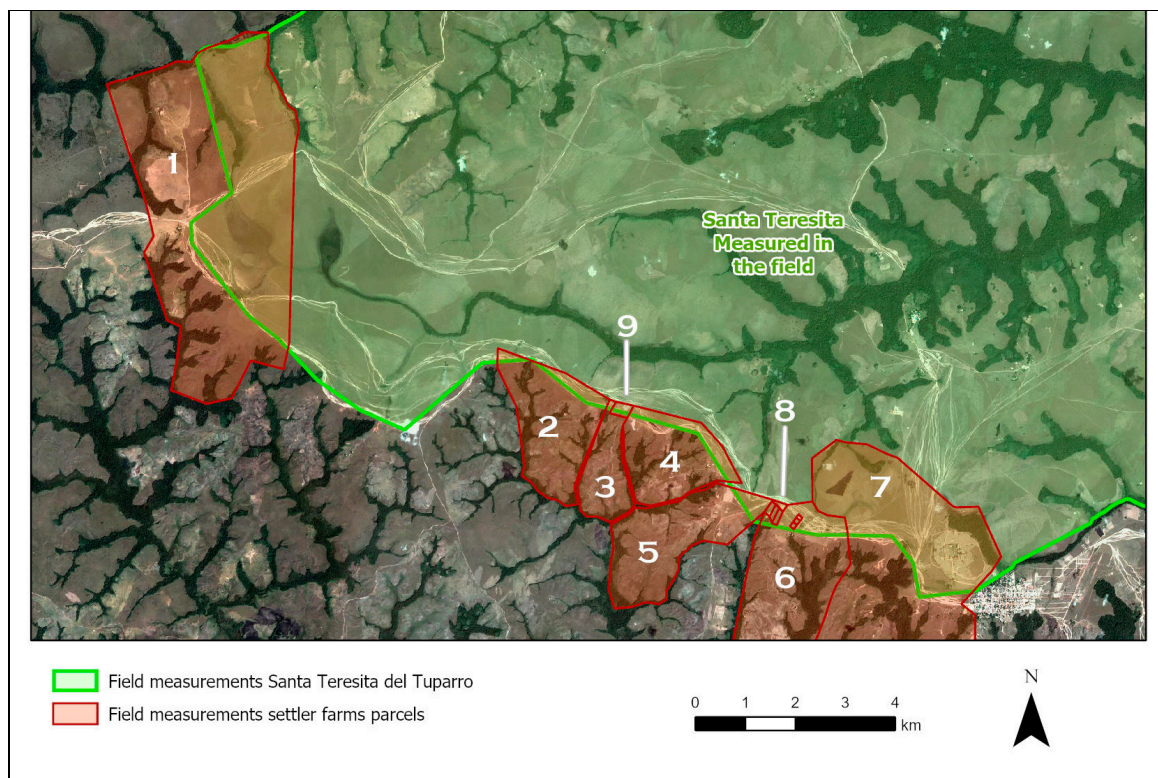 1
Santa Teresita
Measured in
the field
9
8
2
4
7
3
5
6
Field measurements Santa Teresita del Tuparro
Field measurements settler farms parcels
0 1 2 3 4
km
N